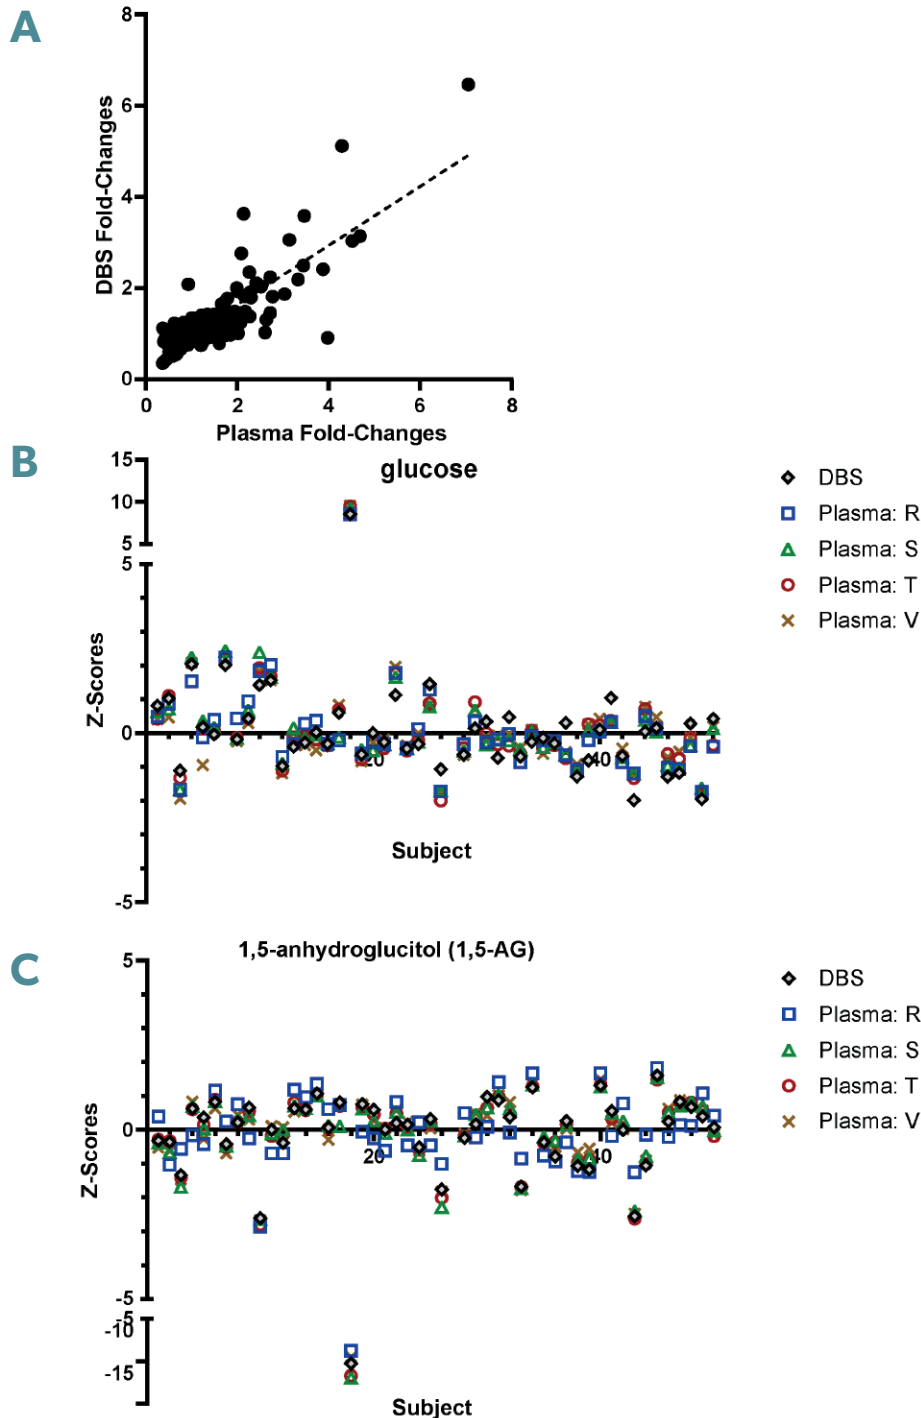 A
8
6
4
2
0
DBS Fold-Changes
0 2 4 6 8
Plasma Fold-Changes
B
glucose
15
10
5
5
0
-5
Z-Scores
20 40
Subject
DBS
Plasma: R
Plasma: S
Plasma: T
Plasma: V
C
1,5-anhydroglucitol (1,5-AG)
5
0
-5
-5
-10
-15
Z-Scores
20 40
Subject
DBS
Plasma: R
Plasma: S
Plasma: T
Plasma: V